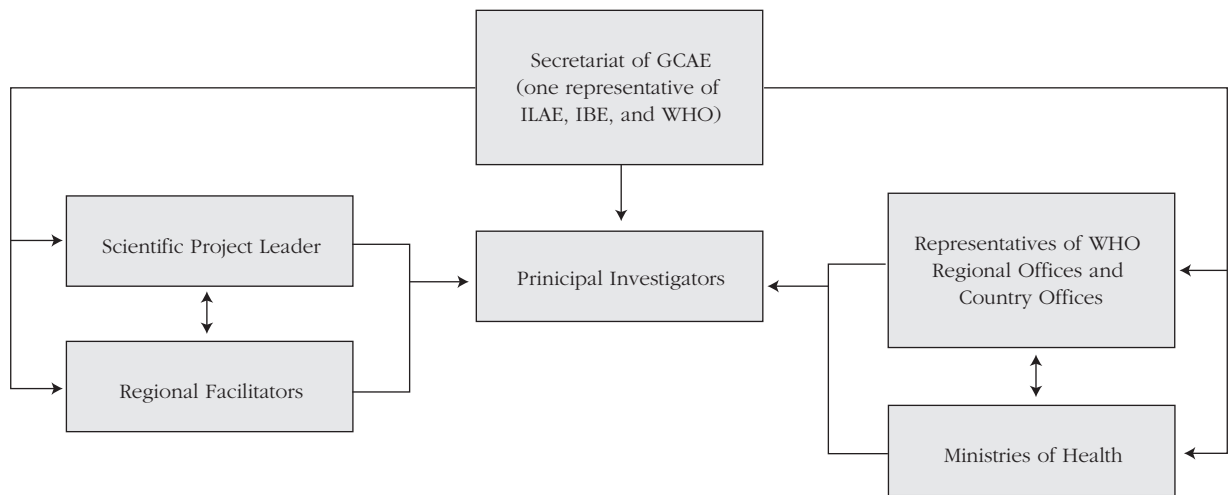 Secretariat of GCAE
(one representative of
ILAE, IBE, and WHO)
Scientific Project Leader
Prinicipal Investigators
Representatives of WHO
Regional Offices and
Country Offices
Regional Facilitators
Ministries of Health